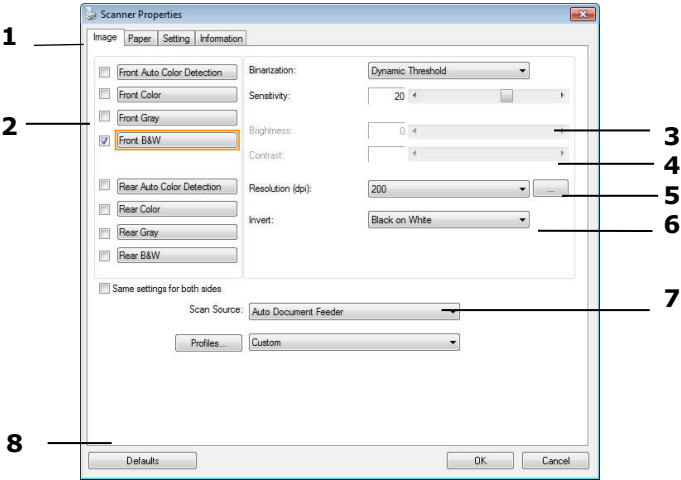 Scanner Properties
Image Paper Setting Information
1
Front Auto Color Detection
Front Color
Front Gray
Front B&W
2
Rear Auto Color Detection
Rear Color
Rear Gray
Rear B&W
Binarization: Dynamic Threshold
Sensitivity: 20
Brightness: 0
3
Contrast:
4
Resolution (dpi): 200 ...
5
Invert: Black on White
6
Same settings for both sides
Scan Source: Auto Document Feeder
7
Profiles... Custom
8
Defaults OK Cancel